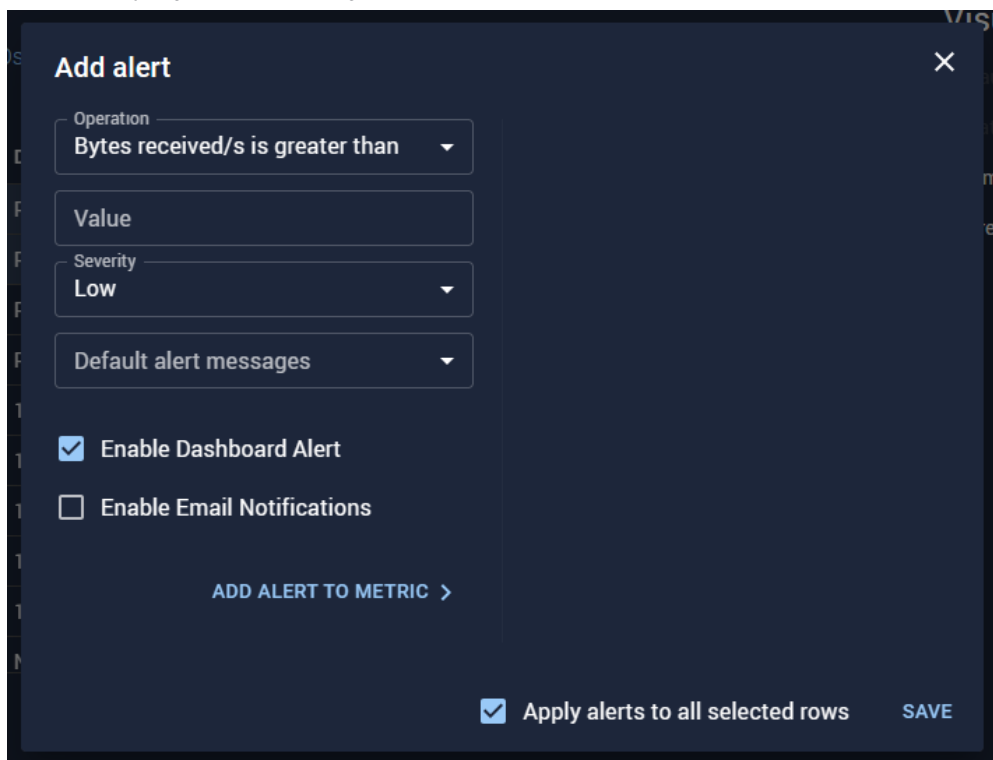 Add alert
Operation
Bytes received/s is greater than
Value
Severity
Low
Default alert messages
Enable Dashboard Alert
Enable Email Notifications
ADD ALERT TO METRIC
Apply alerts to all selected rows
SAVE